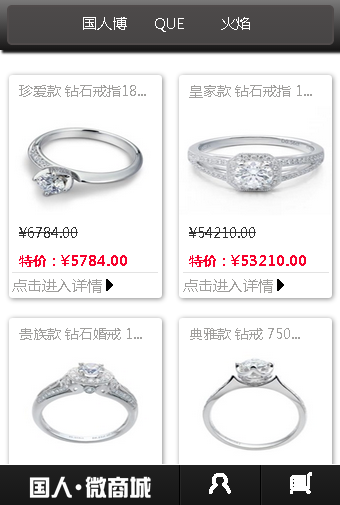 国人博 QUE 火焰
珍爱款 钻石戒指18...
¥6784.00
特价：¥5784.00
点击进入详情
皇家款 钻石戒指 1...
¥54210.00
特价：¥53210.00
点击进入详情
贵族款 钻石婚戒 1...
典雅款 钻戒 750...
国人·微商城